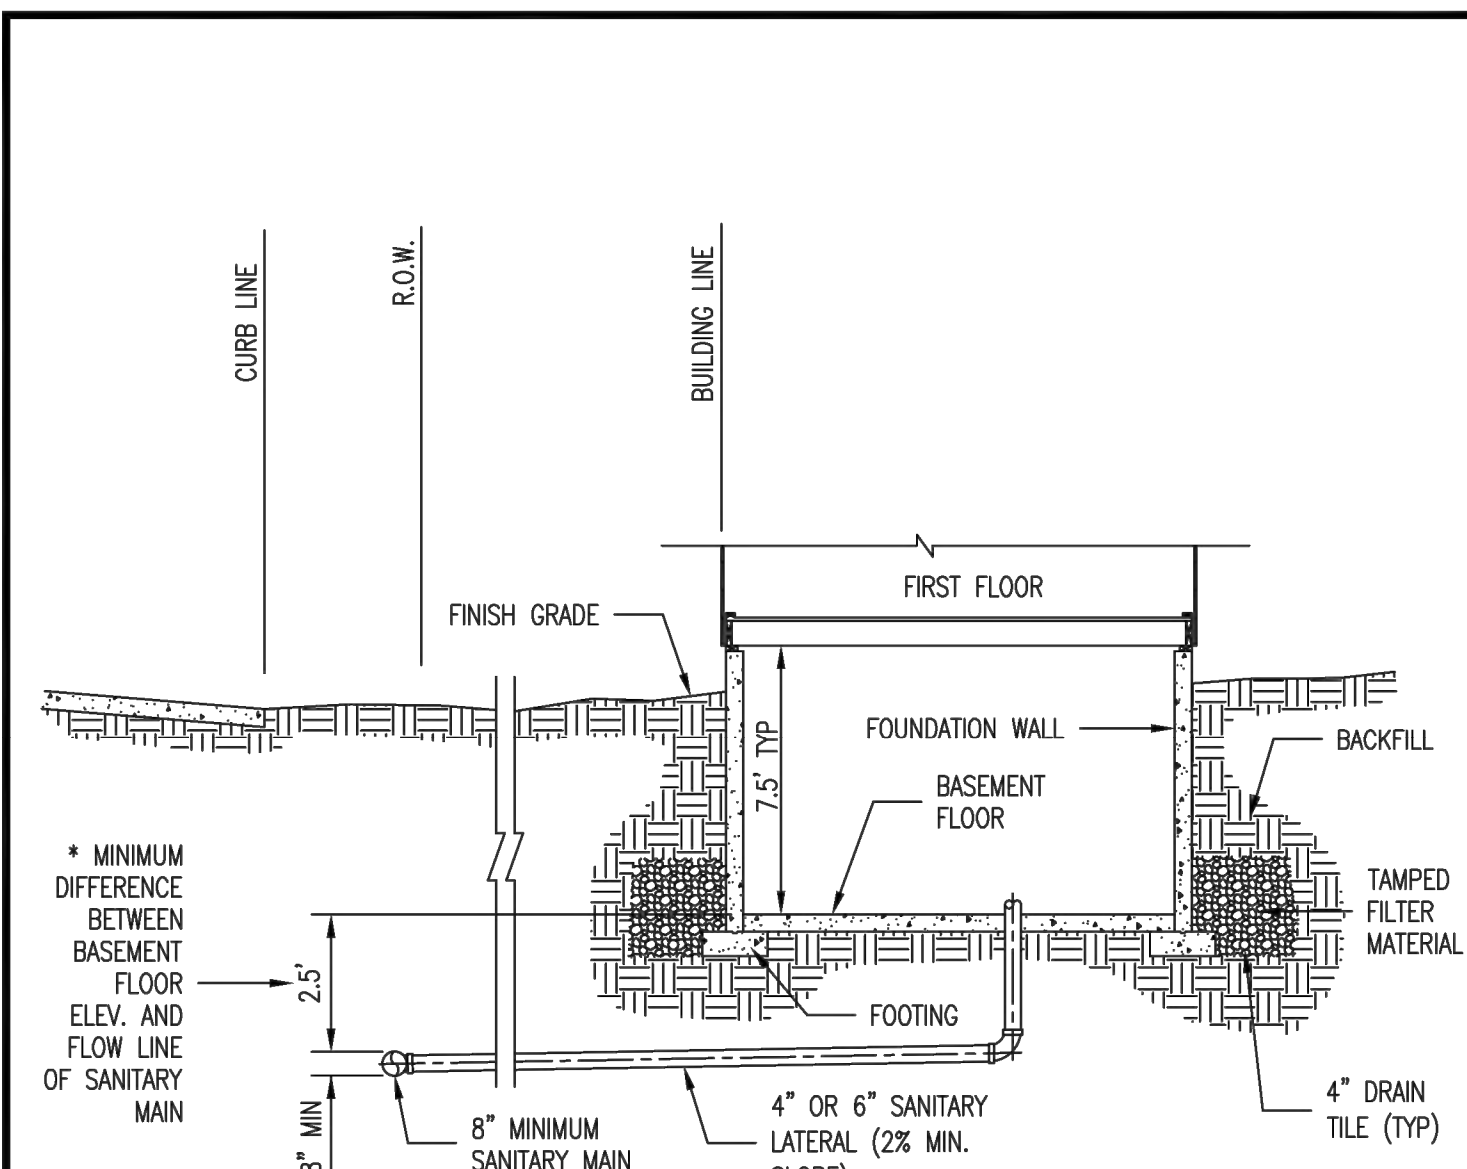 CURB LINE
R.O.W.
BUILDING LINE
FIRST FLOOR
FINISH GRADE
FOUNDATION WALL
BACKFILL
7.5' TYP
BASEMENT
FLOOR
* MINIMUM
DIFFERENCE
BETWEEN
BASEMENT
FLOOR
ELEV. AND
FLOW LINE
OF SANITARY
MAIN
2.5'
TAMPED
FILTER
MATERIAL
FOOTING
4" DRAIN
TILE (TYP)
8" MINIMUM
SANITARY MAIN
4" OR 6" SANITARY
LATERAL (2% MIN.
MIN